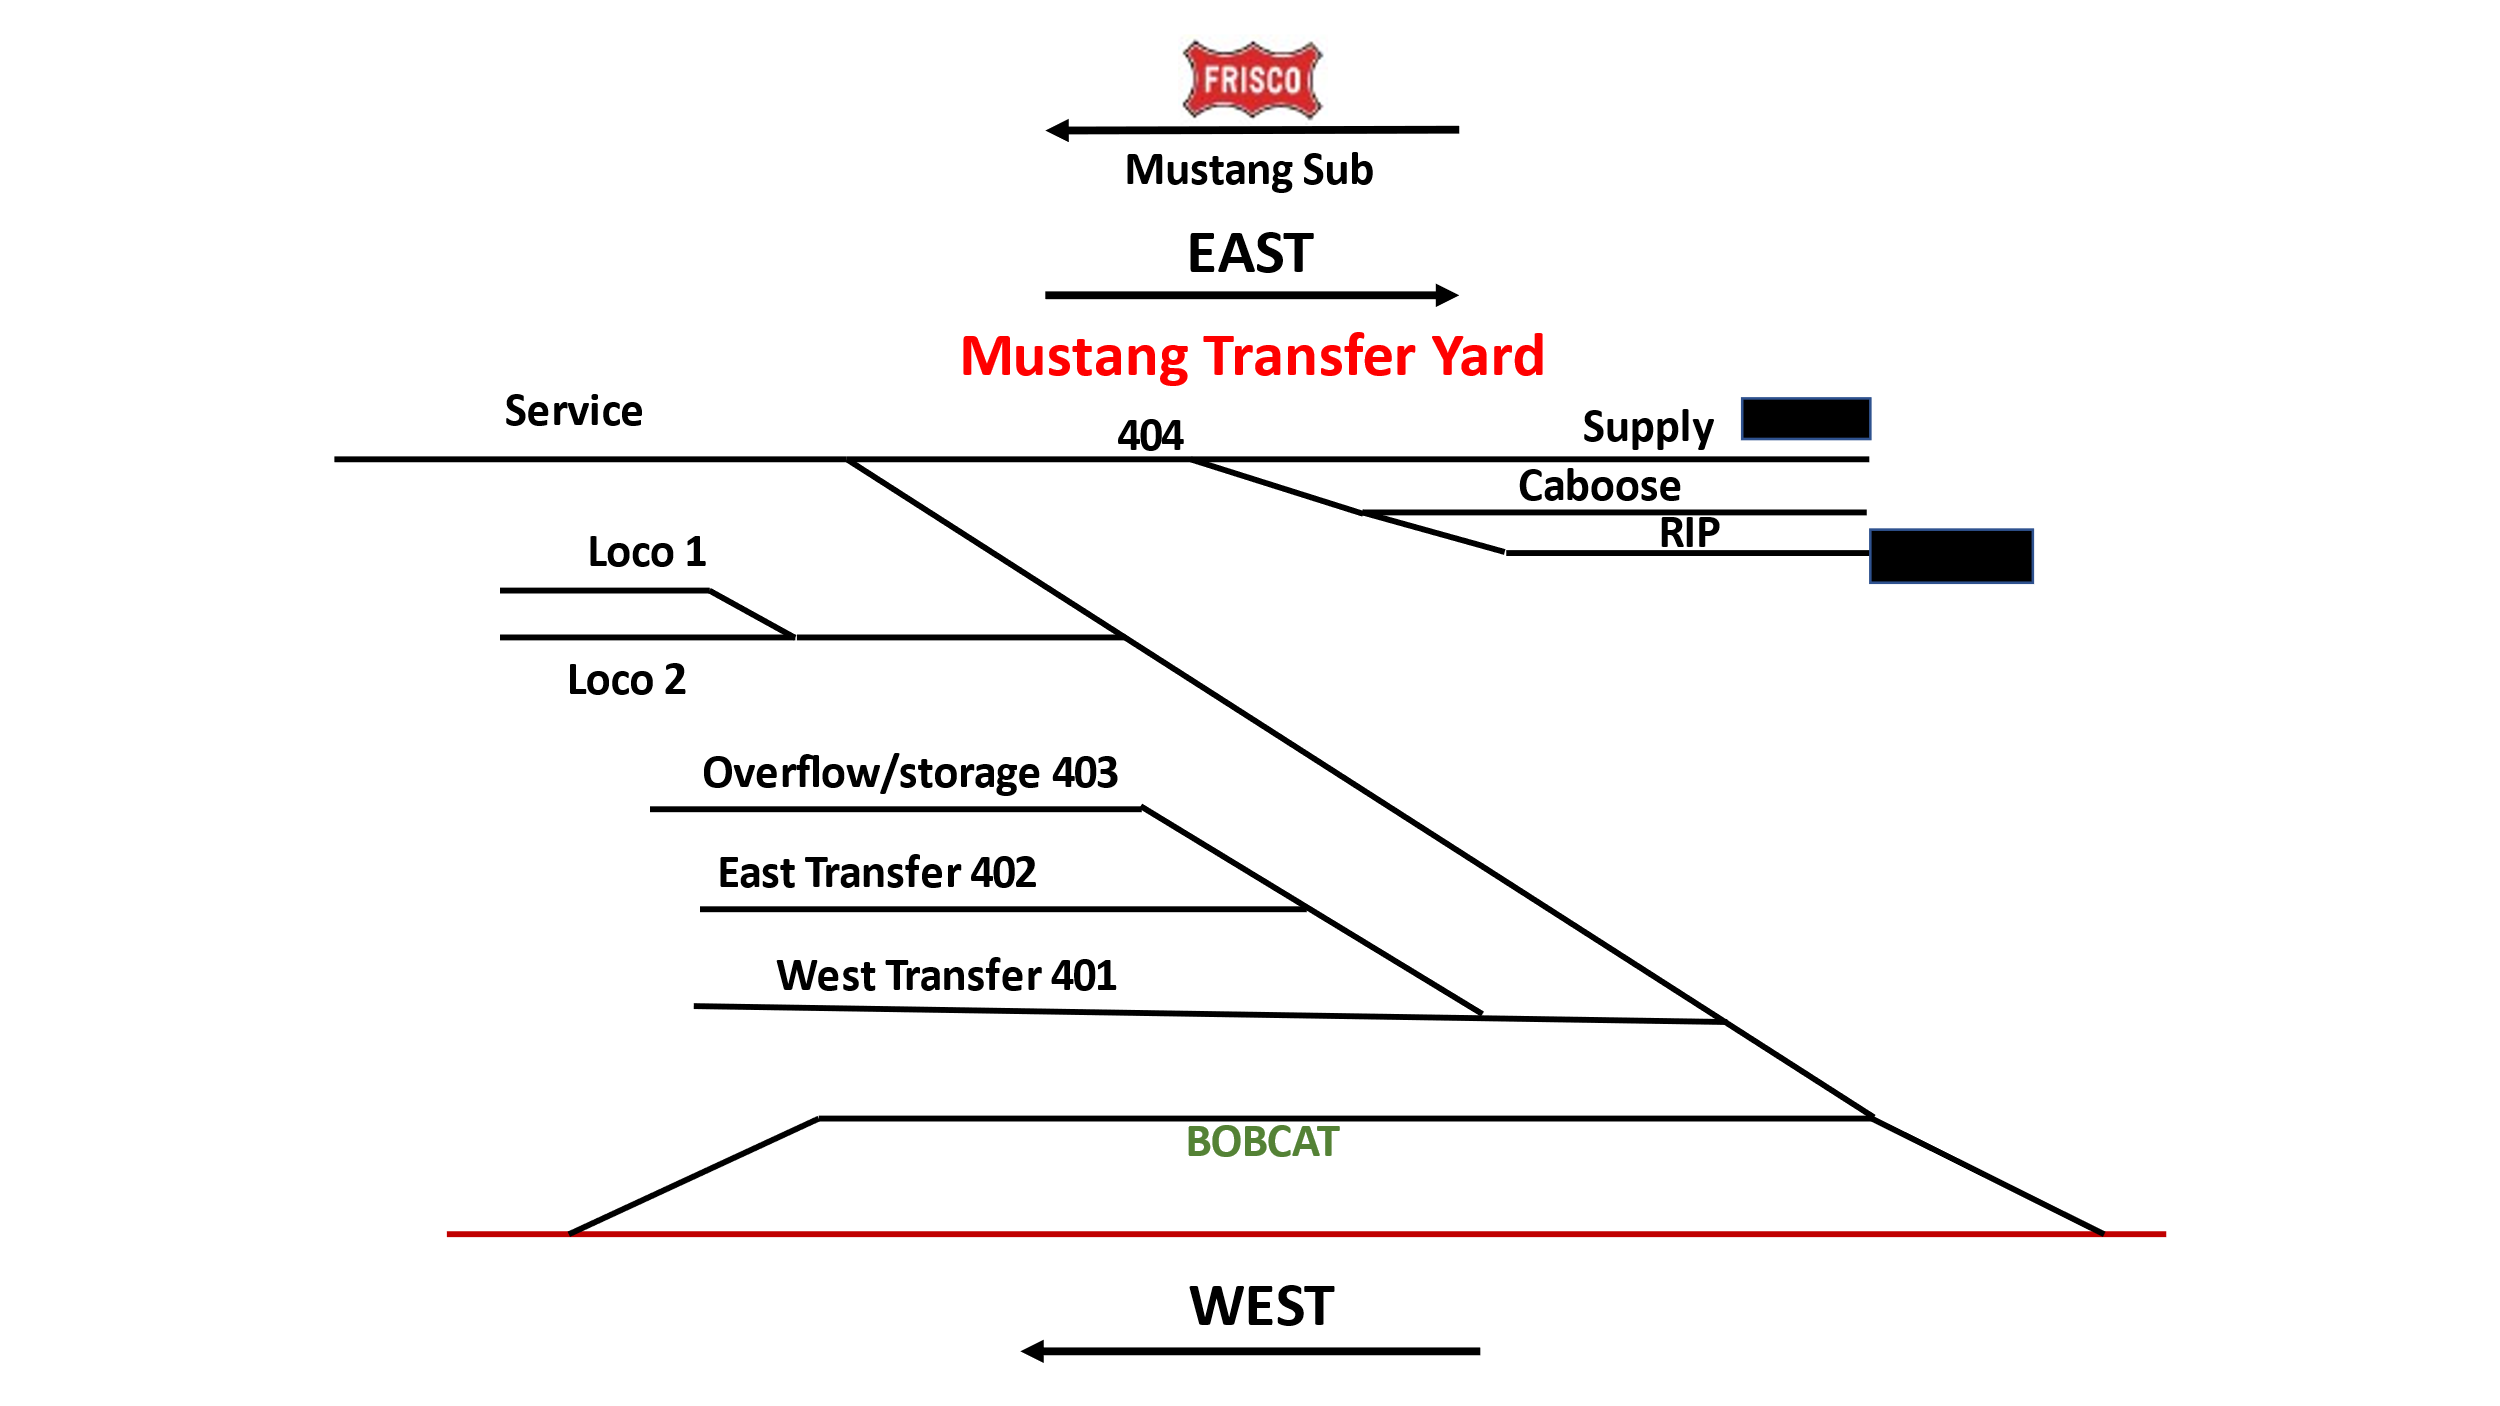 FRISCO
Mustang Sub
EAST
Mustang Transfer Yard
Service
404
Supply
Caboose
RIP
Loco 1
Loco 2
Overflow/storage 403
East Transfer 402
West Transfer 401
BOBCAT
WEST